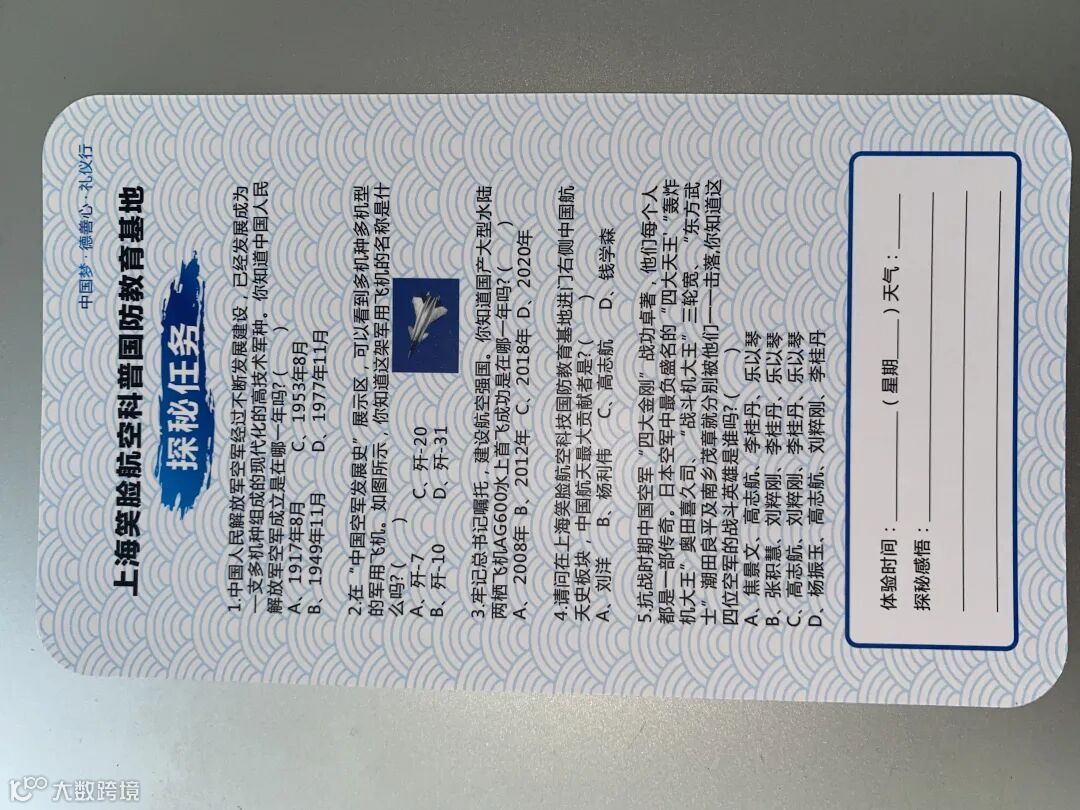 中国梦·德善心··礼仪行
上海笑脸航空科普国防教育基地
探秘任务
1.中国人民解放军空军经过不断发展建设，已经发展成为
一支多机种组成的现代化的高技术军种。你知道中国人民
解放军空军成立是在哪一年吗?( )
A、1917年8月 C、1953年8月
B、1949年11月 D、1977年11月
2.在“中国空军发展史”展示区，可以看到多机种多机型
的军用飞机。如图所示，你知道这架军用飞机的名称是什
么吗?( )
A、歼-7 C、歼-20
B、歼-10 D、歼-31
3.牢记总书记嘱托，建设航空强国。你知道国产大型水陆
两栖飞机AG600水上首飞成功是在哪一年吗?( )
A、2008年 B、2012年 C、2018年 D、2020年
4.请问在上海笑脸航空科技国防教育基地进门右侧中国航
天史板块，中国航天最大贡献者是?( )
A、刘洋 B、杨利伟 C、高志航 D、钱学森
5.抗战时期中国空军“四大金刚”战功卓著，他们每个人
都是一部传奇。日本空军中最负盛名的“四大天王'“轰炸
机大王”奥田喜久司、“战斗机大王”三轮宽、“东方武
士”潮田良平及南乡茂章就分别被他们一一击落,你知道这
四位空军的战斗英雄是谁吗?( )
A、焦景文、高志航、李桂丹、乐以琴
B、张积慧、刘粹刚、李桂丹、乐以琴
C、高志航、刘粹刚、李桂丹、乐以琴
D、杨振玉、高志航、刘粹刚、李桂丹
体验时间：______（星期___）天气：____
探秘感悟：
大数跨境